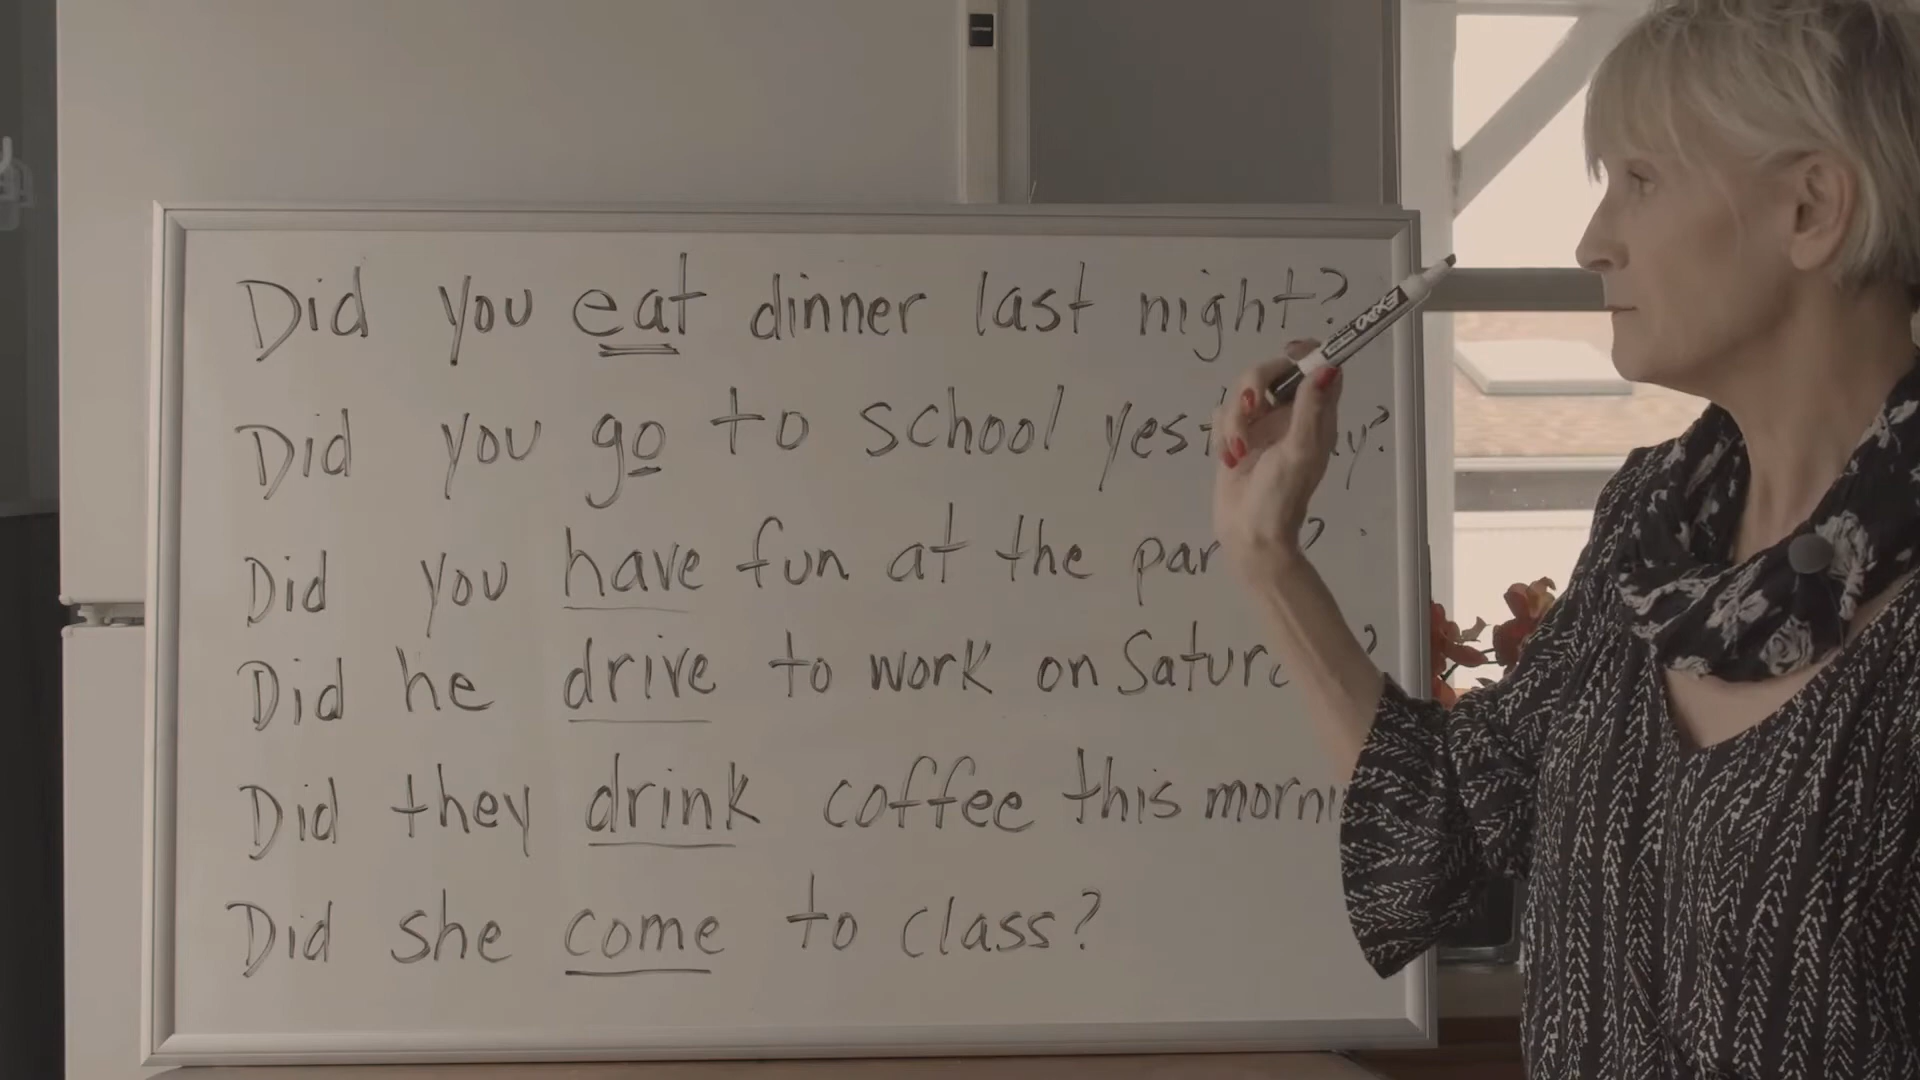 Did you eat dinner last night?
Did you go to school
Did you have fun at the
Did he drive to work on
Did they drink coffee this
Did she come to class?
EXPO